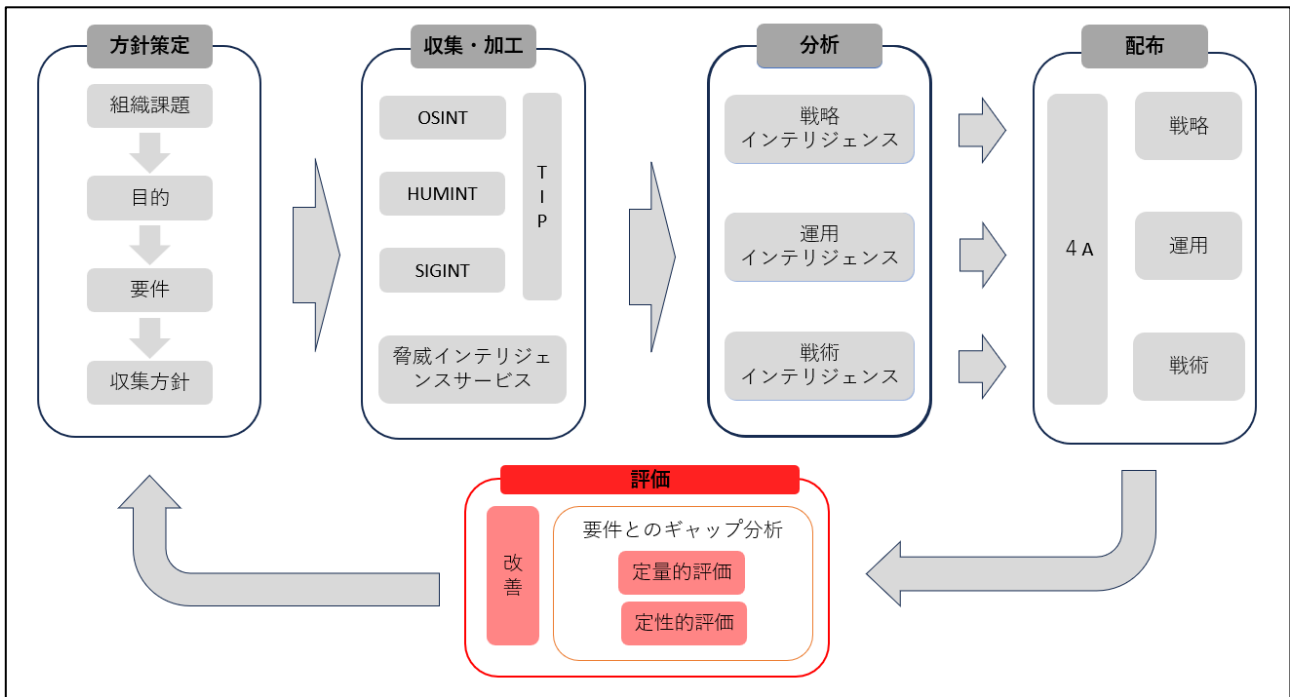 方針策定
組織課題
目的
要件
収集方針
収集・加工
OSINT
HUMINT
SIGINT
T
I
P
脅威インテリジェ
ンスサービス
分析
戦略
インテリジェンス
運用
インテリジェンス
戦術
インテリジェンス
配布
4A
戦略
運用
戦術
評価
改
善
要件とのギャップ分析
定量的評価
定性的評価